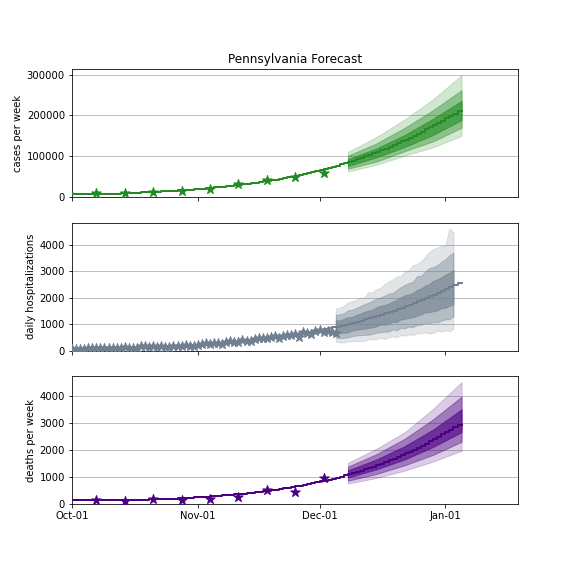 Pennsylvania Forecast
300000
200000
100000
0
cases per week
4000
3000
2000
1000
0
daily hospitalizations
4000
3000
2000
1000
0
deaths per week
Oct-01 Nov-01 Dec-01 Jan-01